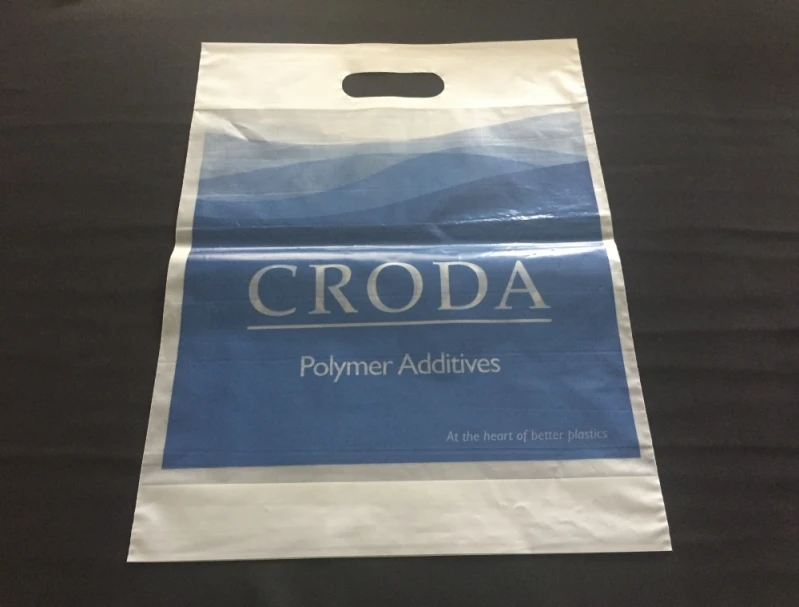 CRODA
Polymer Additives
At the heart of better plastics